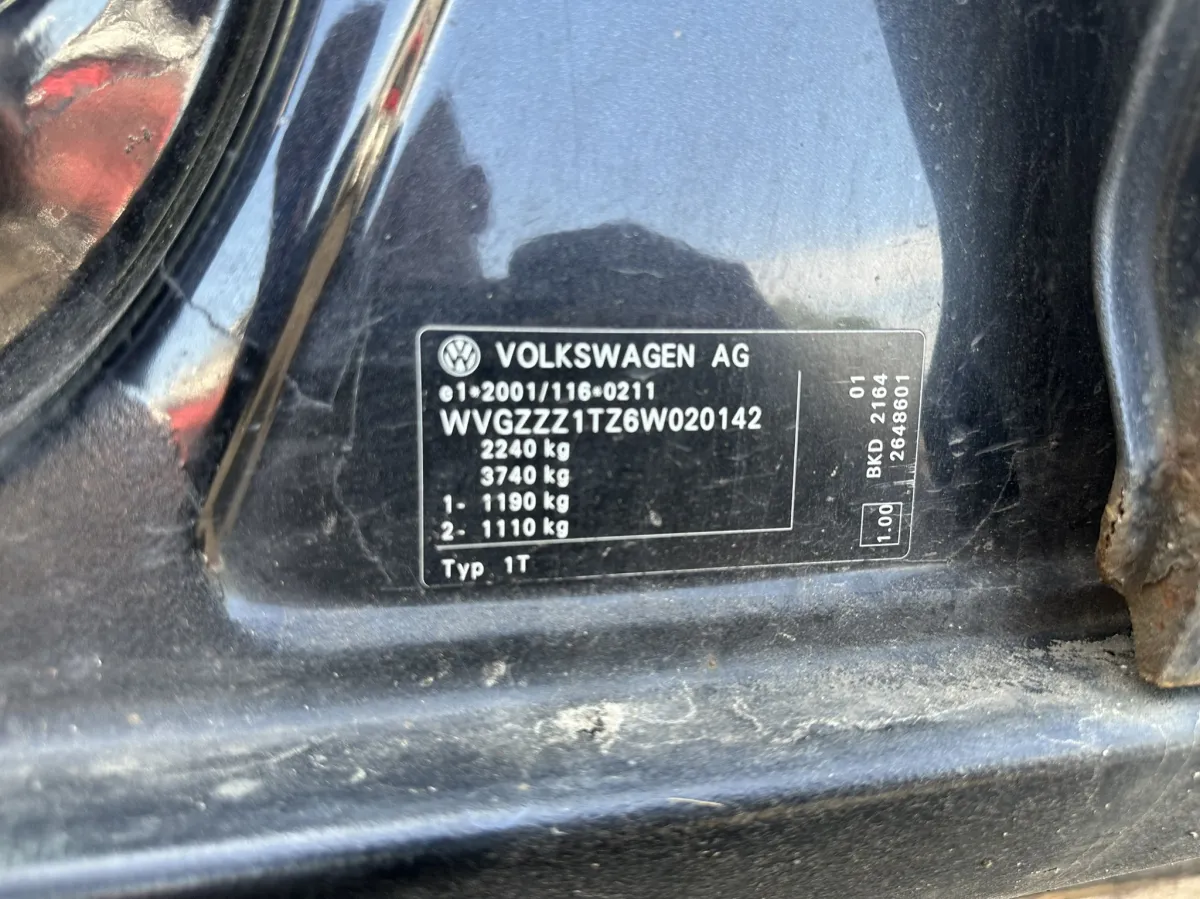 VOLKSWAGEN AG
e1*2001/116*0211
WVGZZZ1TZ6W020142
2240 kg
3740 kg
1- 1190 kg
2- 1110 kg
Typ 1T
01
BKD 2164
2648601
1.00